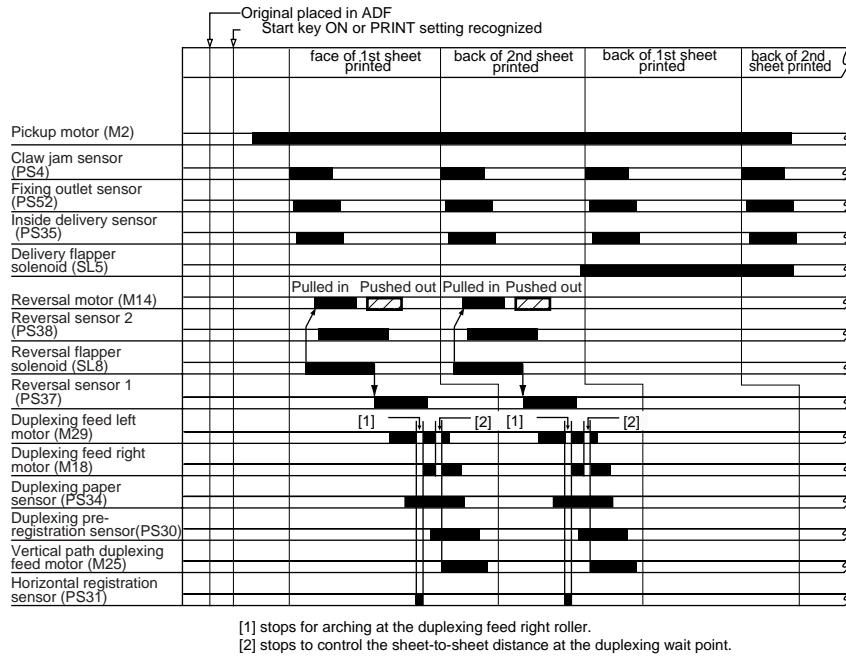 Original placed in ADF
Start key ON or PRINT setting recognized
face of 1st sheet
printed
back of 2nd sheet
printed
back of 1st sheet
printed
back of 2nd
sheet printed
Pickup motor (M2)
Claw jam sensor
(PS4)
Fixing outlet sensor
(PS52)
Inside delivery sensor
(PS35)
Delivery flapper
solenoid (SL5)
Pulled in
Pushed out
Pulled in
Pushed out
Reversal motor (M14)
Reversal sensor 2
(PS38)
Reversal flapper
solenoid (SL8)
Reversal sensor 1
(PS37)
Duplexing feed left
motor (M29)
[1]
[2]
[1]
[2]
Duplexing feed right
motor (M18)
Duplexing paper
sensor (PS34)
Duplexing pre-
registration sensor(PS30)
Vertical path duplexing
feed motor (M25)
Horizontal registration
sensor (PS31)
[1] stops for arching at the duplexing feed right roller.
[2] stops to control the sheet-to-sheet distance at the duplexing wait point.